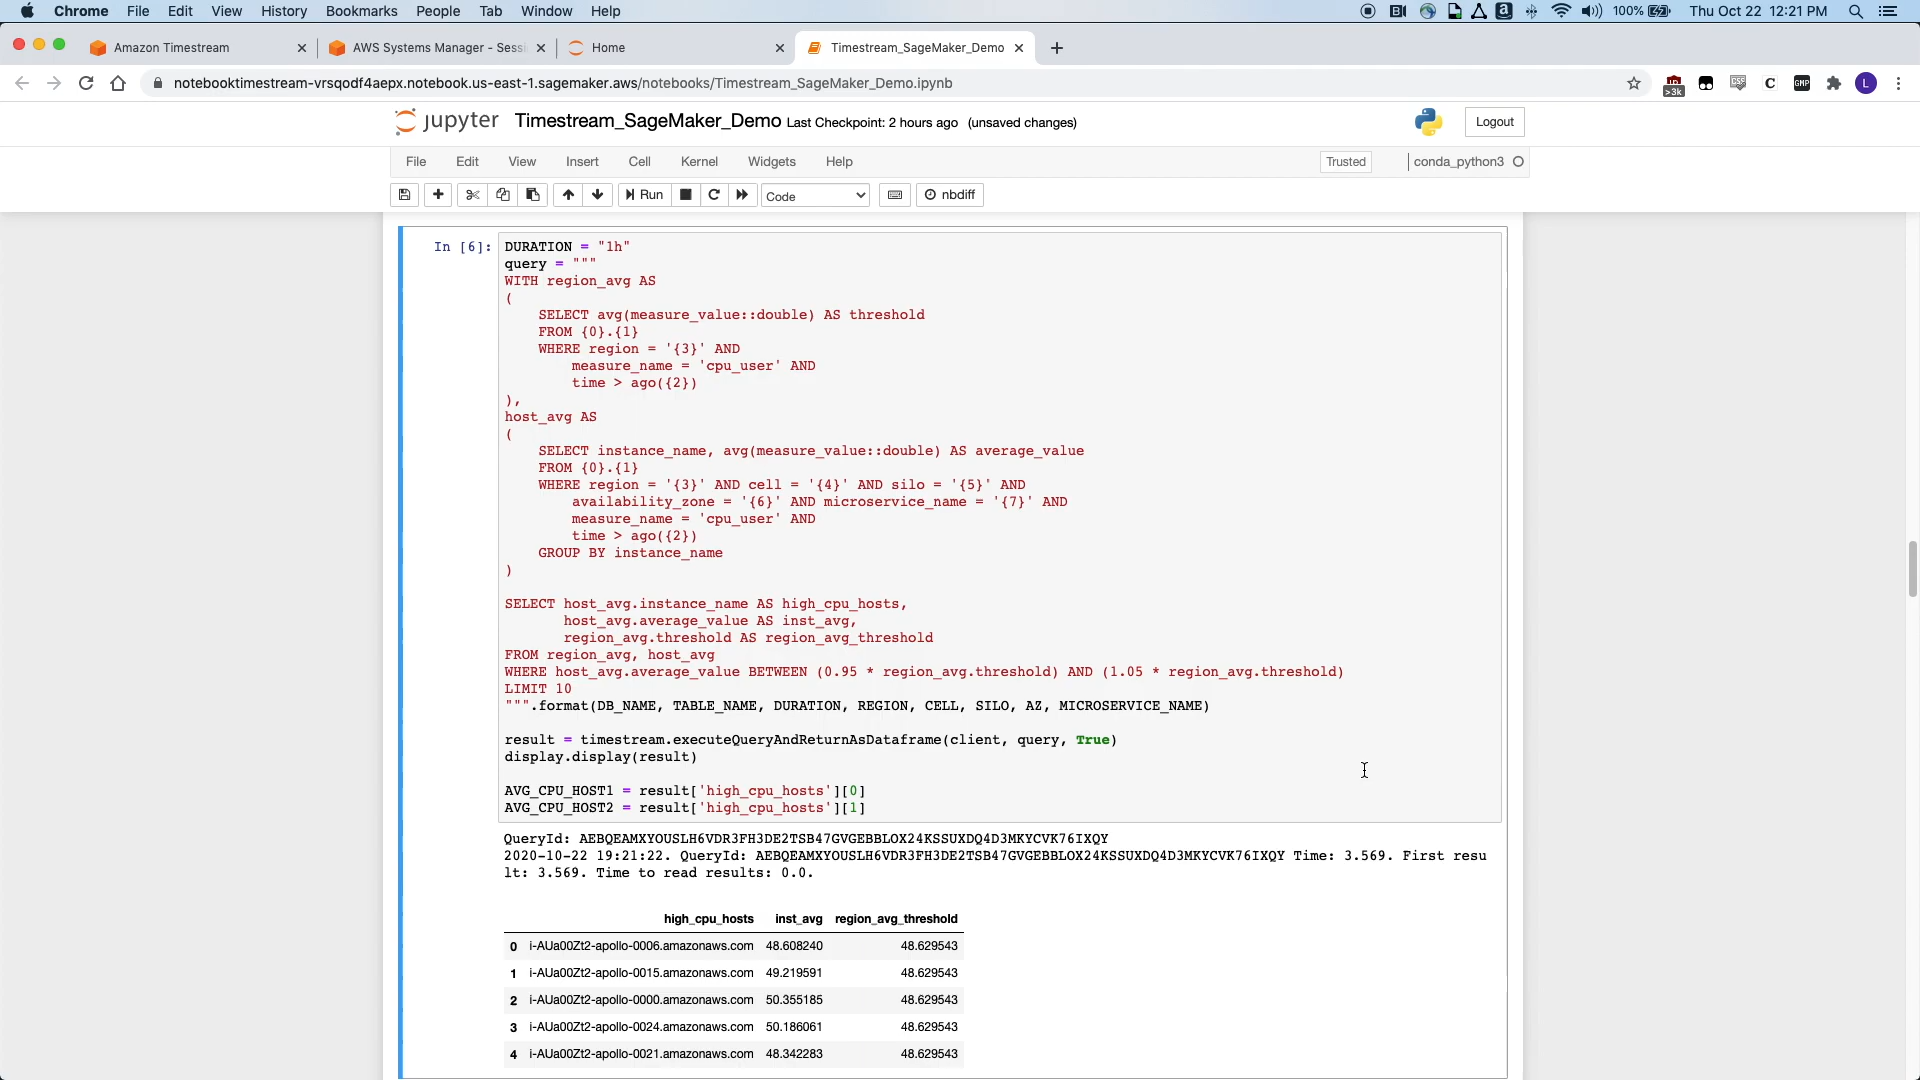 Chrome File Edit View History Bookmarks People Tab Window Help 100% Thu Oct 22 12:21 PM
Amazon Timestream AWS Systems Manager - Sessi Home Timestream_SageMaker_Demo
notebooktimestream-vrsqodf4aepx.notebook.us-east-1.sagemaker.aws/notebooks/Timestream_SageMaker_Demo.ipynb >3k CSS C GMP L
jupyter Timestream_SageMaker_Demo Last Checkpoint: 2 hours ago (unsaved changes) Logout
File Edit View Insert Cell Kernel Widgets Help Trusted conda_python3
Run Code nbdiff
In [6]: DURATION = "1h"
query = """
WITH region_avg AS
(
SELECT avg(measure_value::double) AS threshold
FROM {0}.{1}
WHERE region = '{3}' AND
measure_name = 'cpu_user' AND
time > ago({2})
),
host_avg AS
(
SELECT instance_name, avg(measure_value::double) AS average_value
FROM {0}.{1}
WHERE region = '{3}' AND cell = '{4}' AND silo = '{5}' AND
availability_zone = '{6}' AND microservice_name = '{7}' AND
measure_name = 'cpu_user' AND
time > ago({2})
GROUP BY instance_name
)
SELECT host_avg.instance_name AS high_cpu_hosts,
host_avg.average_value AS inst_avg,
region_avg.threshold AS region_avg_threshold
FROM region_avg, host_avg
WHERE host_avg.average_value BETWEEN (0.95 * region_avg.threshold) AND (1.05 * region_avg.threshold)
LIMIT 10
""".format(DB_NAME, TABLE_NAME, DURATION, REGION, CELL, SILO, AZ, MICROSERVICE_NAME)
result = timestream.executeQueryAndReturnAsDataframe(client, query, True)
display.display(result)
AVG_CPU_HOST1 = result['high_cpu_hosts'][0]
AVG_CPU_HOST2 = result['high_cpu_hosts'][1]
QueryId: AEBQEAMXYOUSLH6VDR3FH3DE2TSB47GVGEBBLOX24KSSUXDQ4D3MKYCVK76IXQY
2020-10-22 19:21:22. QueryId: AEBQEAMXYOUSLH6VDR3FH3DE2TSB47GVGEBBLOX24KSSUXDQ4D3MKYCVK76IXQY Time: 3.569. First resu
lt: 3.569. Time to read results: 0.0.
high_cpu_hosts inst_avg region_avg_threshold
0 i-AUa00Zt2-apollo-0006.amazonaws.com 48.608240 48.629543
1 i-AUa00Zt2-apollo-0015.amazonaws.com 49.219591 48.629543
2 i-AUa00Zt2-apollo-0000.amazonaws.com 50.355185 48.629543
3 i-AUa00Zt2-apollo-0024.amazonaws.com 50.186061 48.629543
4 i-AUa00Zt2-apollo-0021.amazonaws.com 48.342283 48.629543